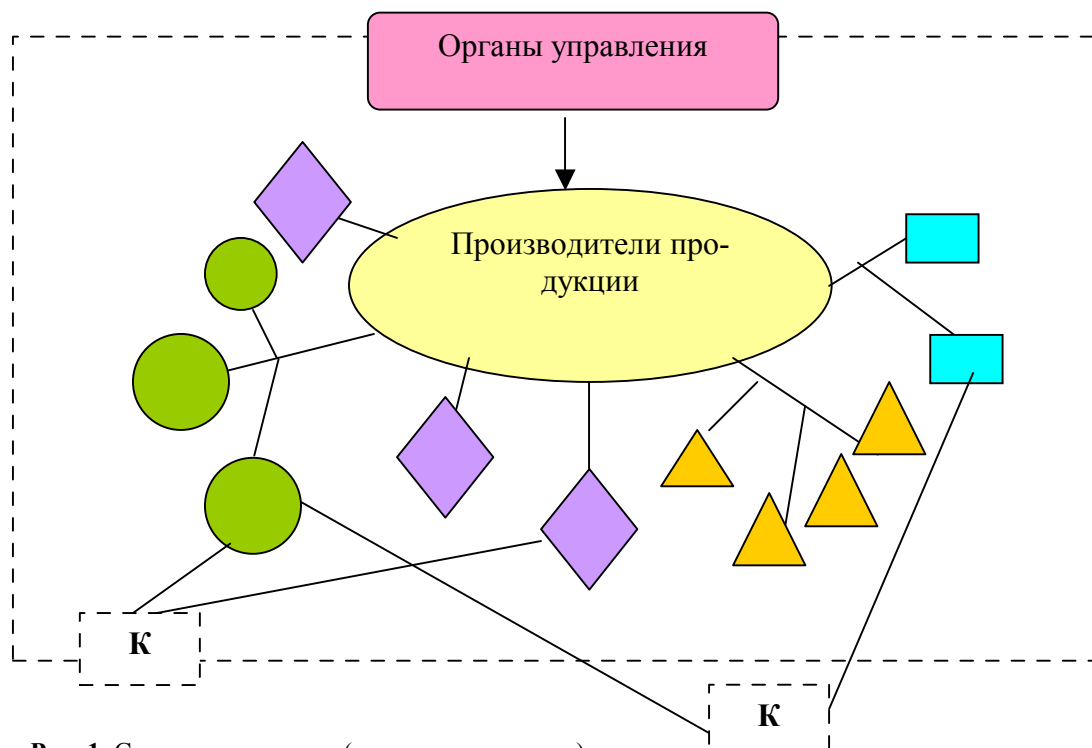 Органы управления
Производители про-
дукции
К
К